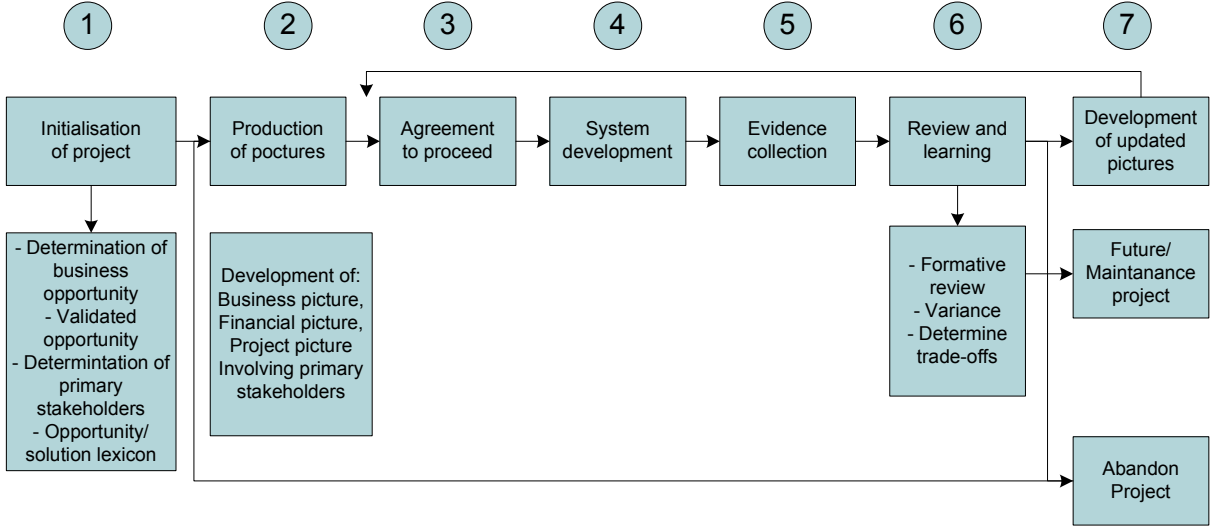 1
2
3
4
5
6
7
Initialisation
of project
Production
of poctures
Agreement
to proceed
System
development
Evidence
collection
Review and
learning
Development
of updated
pictures
- Determination of
business
opportunity
- Validated
opportunity
- Determintation of
primary
stakeholders
- Opportunity/
solution lexicon
Development of:
Business picture,
Financial picture,
Project picture
Involving primary
stakeholders
- Formative
review
- Variance
- Determine
trade-offs
Future/
Maintanance
project
Abandon
Project